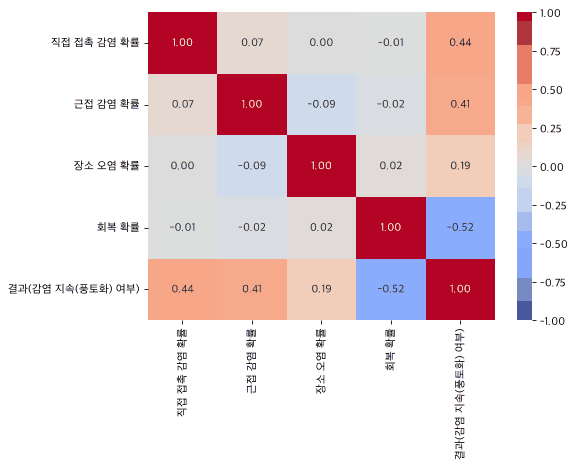 직접 접촉 감염 확률
1.00 0.07 0.00 -0.01 0.44
근접 감염 확률
0.07 1.00 -0.09 -0.02 0.41
장소 오염 확률
0.00 -0.09 1.00 0.02 0.19
회복 확률
-0.01 -0.02 0.02 1.00 -0.52
결과(감염 지속(풍토화) 여부)
0.44 0.41 0.19 -0.52 1.00
직접 접촉 감염 확률
근접 감염 확률
장소 오염 확률
회복 확률
결과(감염 지속(풍토화) 여부)
1.00
0.75
0.50
0.25
0.00
-0.25
-0.50
-0.75
-1.00